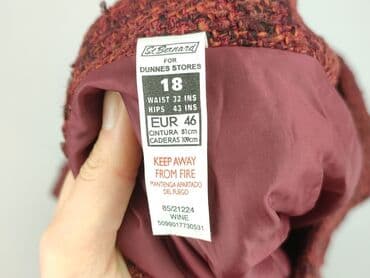 St Bernard
FOR
DUNNES STORES
18
WAIST 32 INS
HIPS 43 INS
EUR 46
CINTURA 81cm
CADERAS 109cm
KEEP AWAY
FROM FIRE
MANTENGA APARTADO
DEL FUEGO
85/21224
WINE
5099017730531